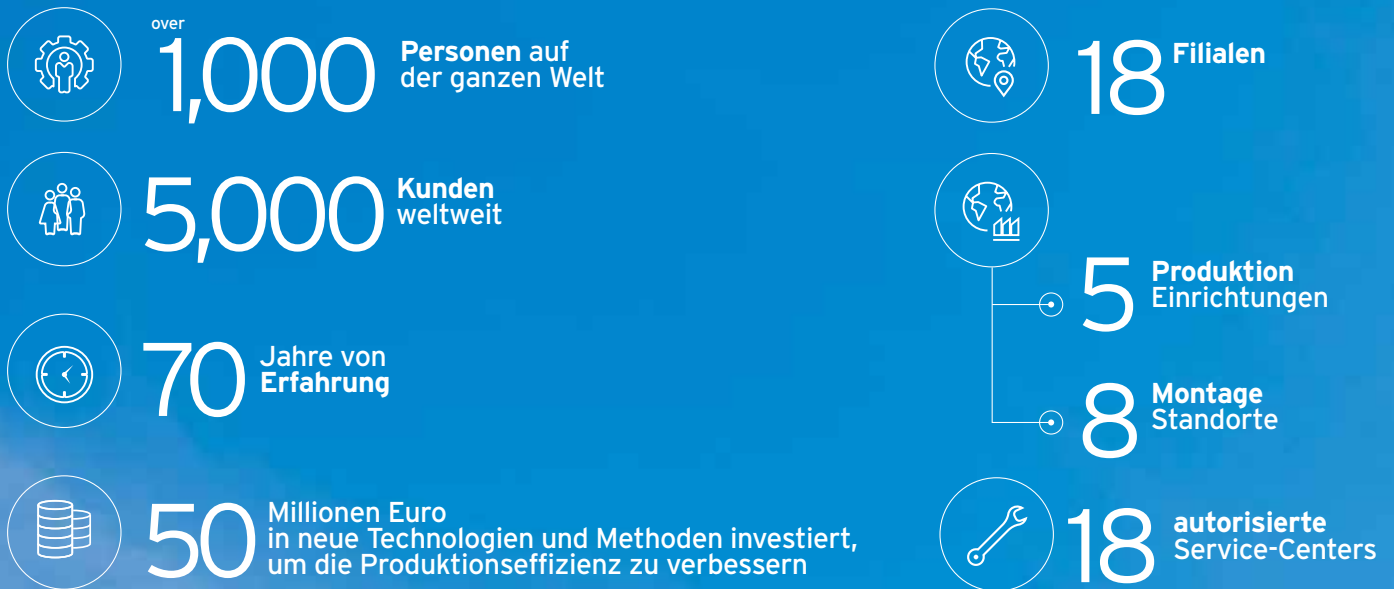 over
1,000
Personen auf
der ganzen Welt
5,000
Kunden
weltweit
70
Jahre von
Erfahrung
50
Millionen Euro
in neue Technologien und Methoden investiert,
um die Produktionseffizienz zu verbessern
18
Filialen
5
Produktion
Einrichtungen
8
Montage
Standorte
18
autorisierte
Service-Centers